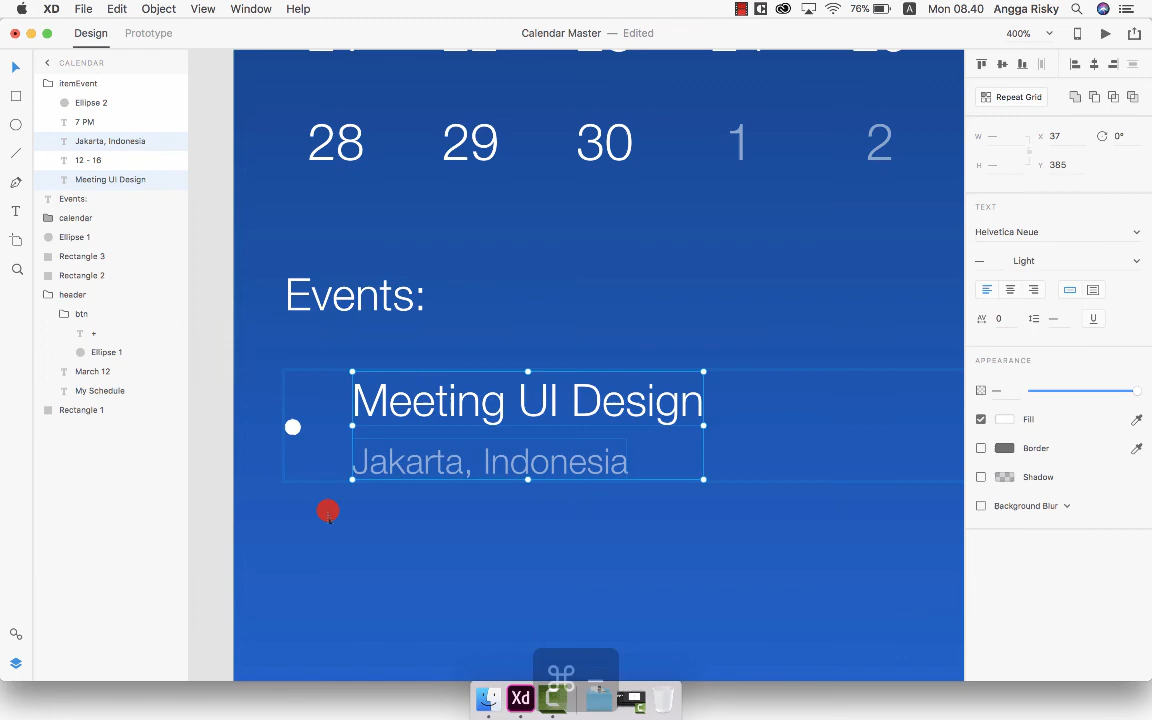 XD File Edit Object View Window Help
76% A Mon 08.40 Angga Risky
Design Prototype
Calendar Master — Edited
400%
CALENDAR
itemEvent
Ellipse 2
T 7 PM
T Jakarta, Indonesia
T 12 - 16
T Meeting UI Design
T Events:
calendar
Ellipse 1
Rectangle 3
Rectangle 2
header
btn
T +
Ellipse 1
T March 12
T My Schedule
Rectangle 1
28 29 30 1 2
Events:
Meeting UI Design
Jakarta, Indonesia
Repeat Grid
W — X 37 0°
H — Y 385
TEXT
Helvetica Neue
— Light
AV 0 — U
APPEARANCE
—
Fill
Border
Shadow
Background Blur
⌘ –
Xd